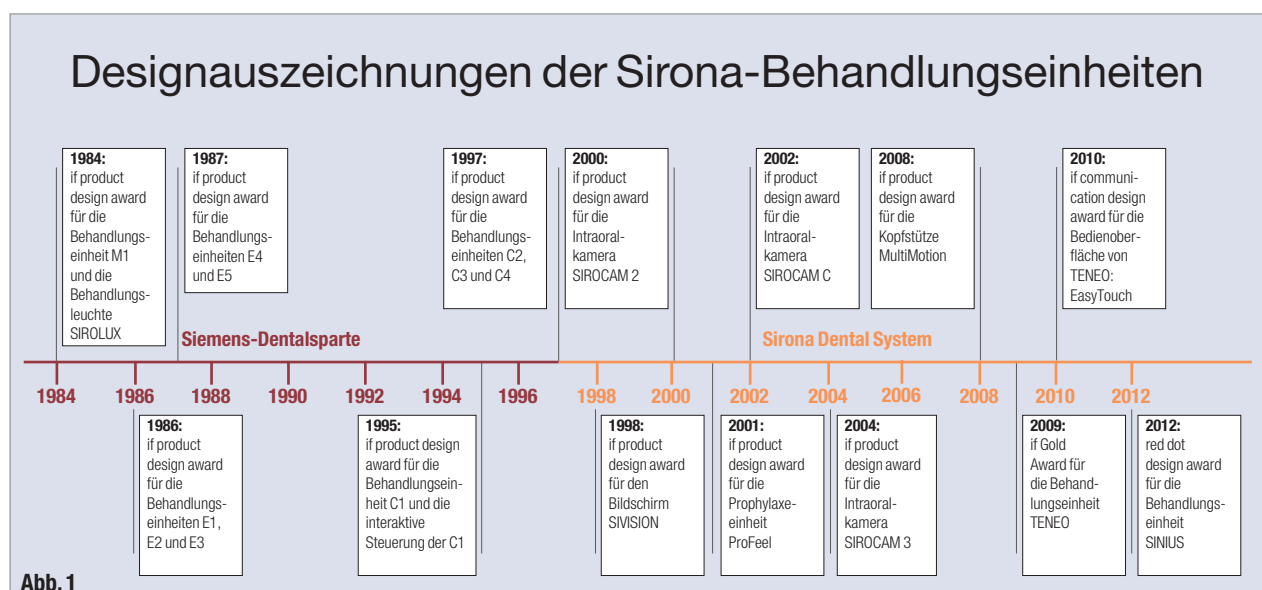 Designauszeichnungen der Sirona-Behandlungseinheiten
1984:
if product
design award
für die
Behandlungs-
einheit M1
und die
Behandlungs-
leuchte
SIROLUX
1987:
if product
design award
für die
Behandlungs-
einheiten E4
und E5
1997:
if product
design award
für die
Behandlungs-
einheiten C2,
C3 und C4
2000:
if product
design award
für die
Intraoral-
kamera
SIROCAM 2
2002:
if product
design award
für die
Intraoral-
kamera
SIROCAM C
2008:
if product
design award
für die
Kopfstütze
MultiMotion
2010:
if communi-
cation design
award für die
Bedienober-
fläche von
TENEO:
EasyTouch
Siemens-Dentalsparte
Sirona Dental System
1984 1986 1988 1990 1992 1994 1996 1998 2000 2002 2004 2006 2008 2010 2012
1986:
if product
design award
für die
Behandlungs-
einheiten E1,
E2 und E3
1995:
if product design
award für die
Behandlungsein-
heit C1 und die
interaktive
Steuerung der C1
1998:
if product
design award
für den
Bildschirm
SIVISION
2001:
if product
design award
für die
Prophylaxe-
einheit
ProFeel
2004:
if product
design award
für die
Intraoral-
kamera
SIROCAM 3
2009:
if Gold
Award für
die Behand-
lungseinheit
TENEO
2012:
red dot
design award
für die
Behandlungs-
einheit
SINIUS
Abb. 1